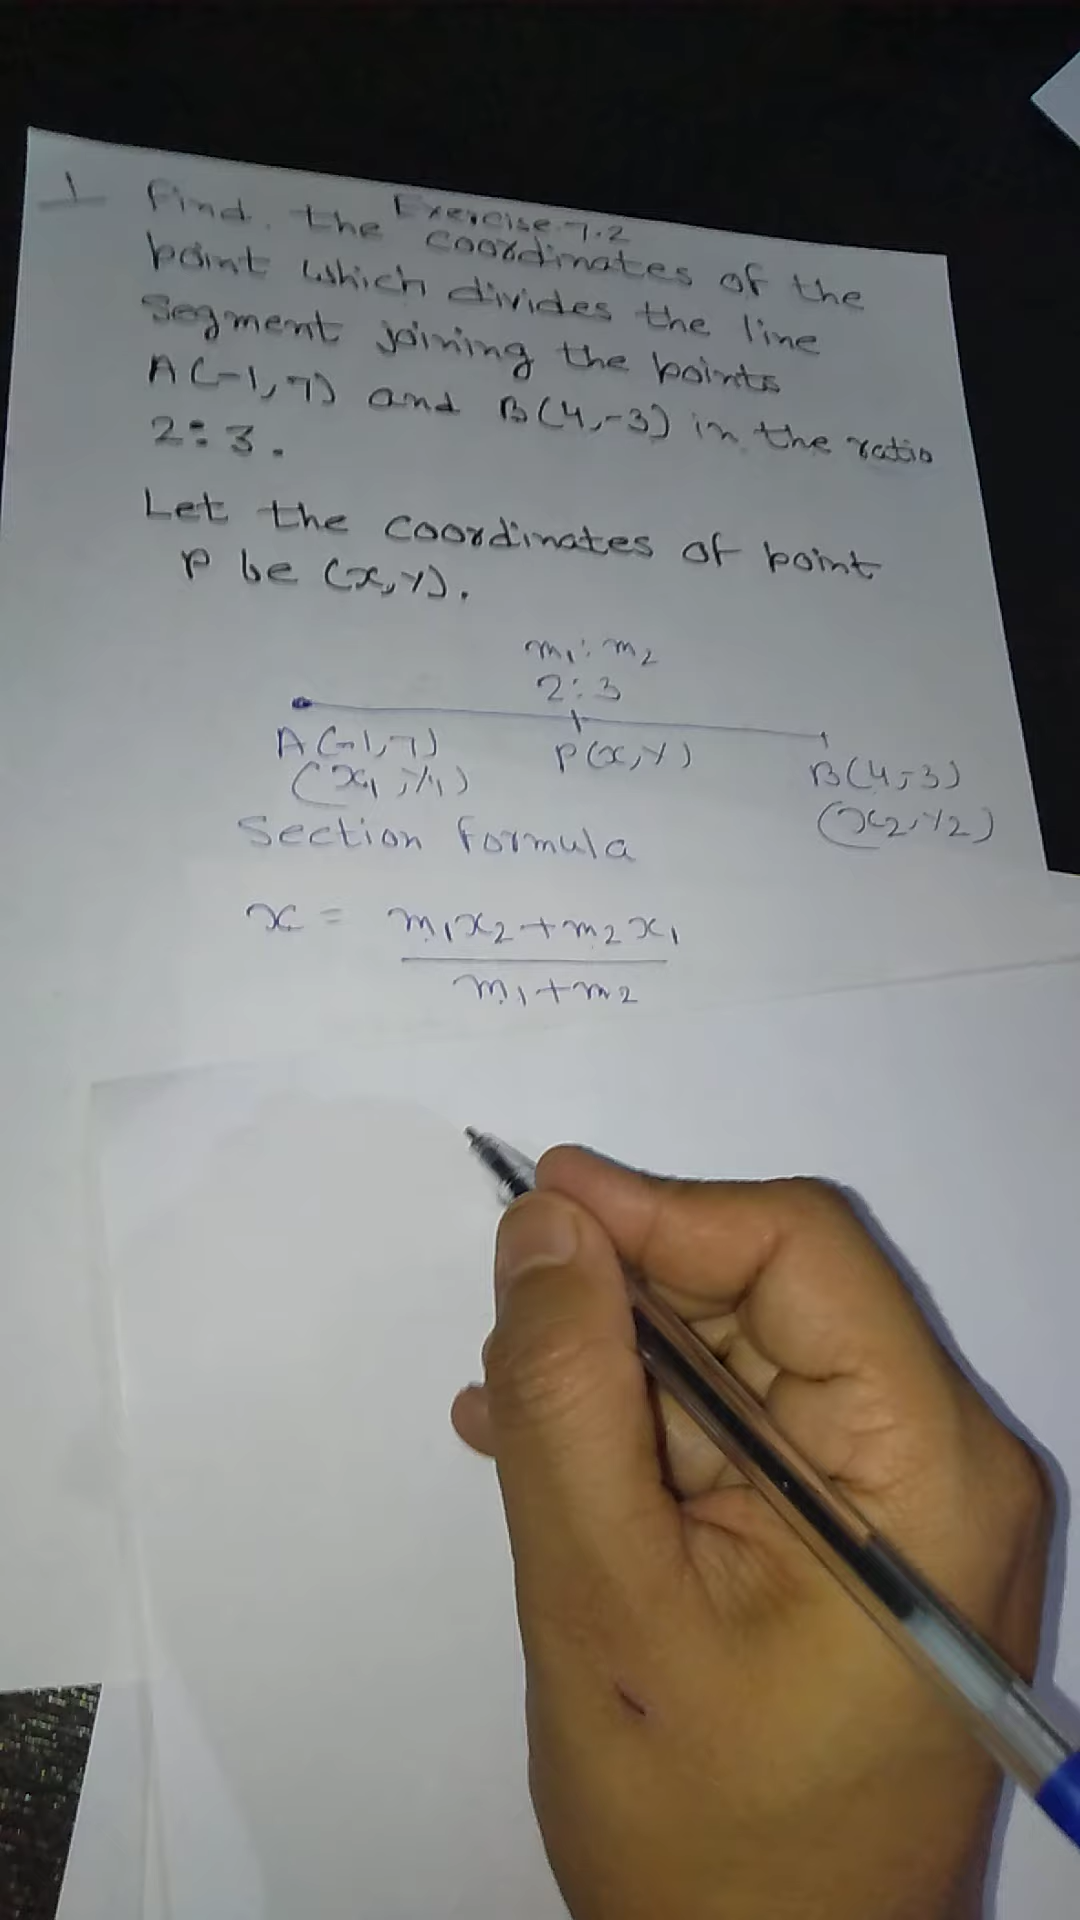 Exercise-7.2
1 Find the coordinates of the
point which divides the line
segment joining the points
A(-1,7) and B(4,-3) in the ratio
2:3.
Let the coordinates of point
P be (x,y).
m1:m2
2:3
A(-1,7) P(x,y) B(4,-3)
(x1,y1) (x2,y2)
Section formula
x = m1x2+m2x1
m1+m2